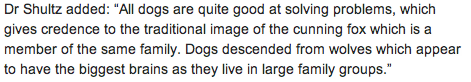 Dr Shultz added: “All dogs are quite good at solving problems, which
gives credence to the traditional image of the cunning fox which is a
member of the same family. Dogs descended from wolves which appear
to have the biggest brains as they live in large family groups.”